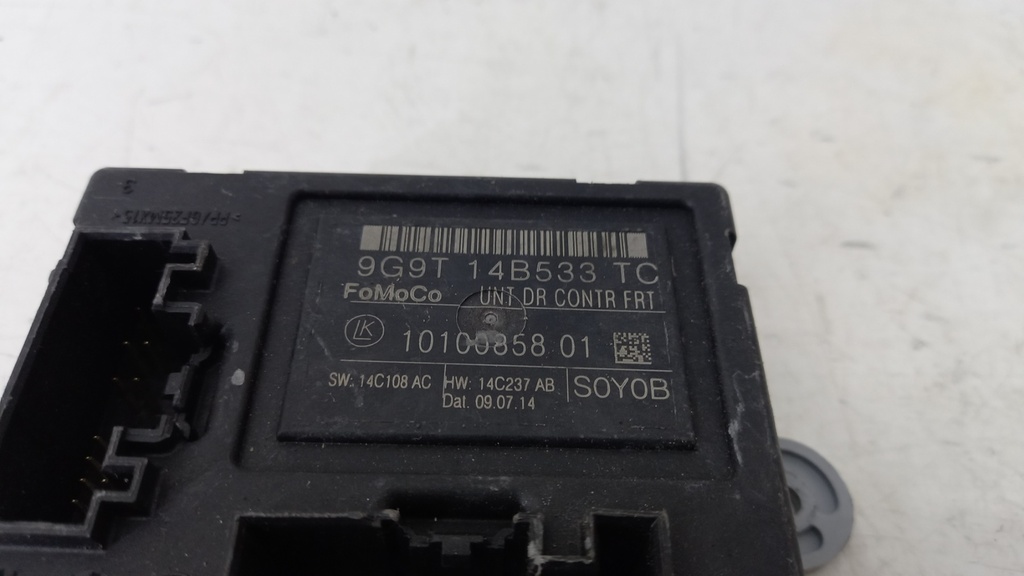 9G9T 14B533 TC
FoMoCo UNT DR CONTR FRT
LK 10100858 01
SW: 14C108 AC HW: 14C237 AB S0Y0B
Dat. 09.07.14